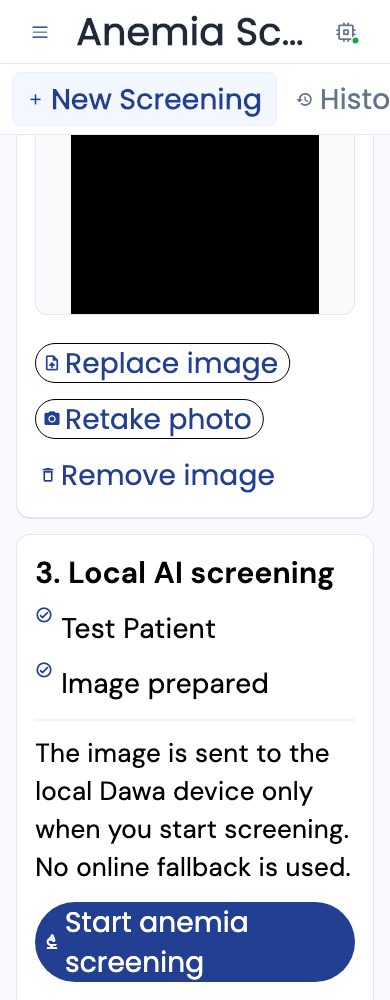 Anemia Sc...
New Screening
Histo
Replace image
Retake photo
Remove image
3. Local AI screening
Test Patient
Image prepared
The image is sent to the
local Dawa device only
when you start screening.
No online fallback is used.
Start anemia
screening